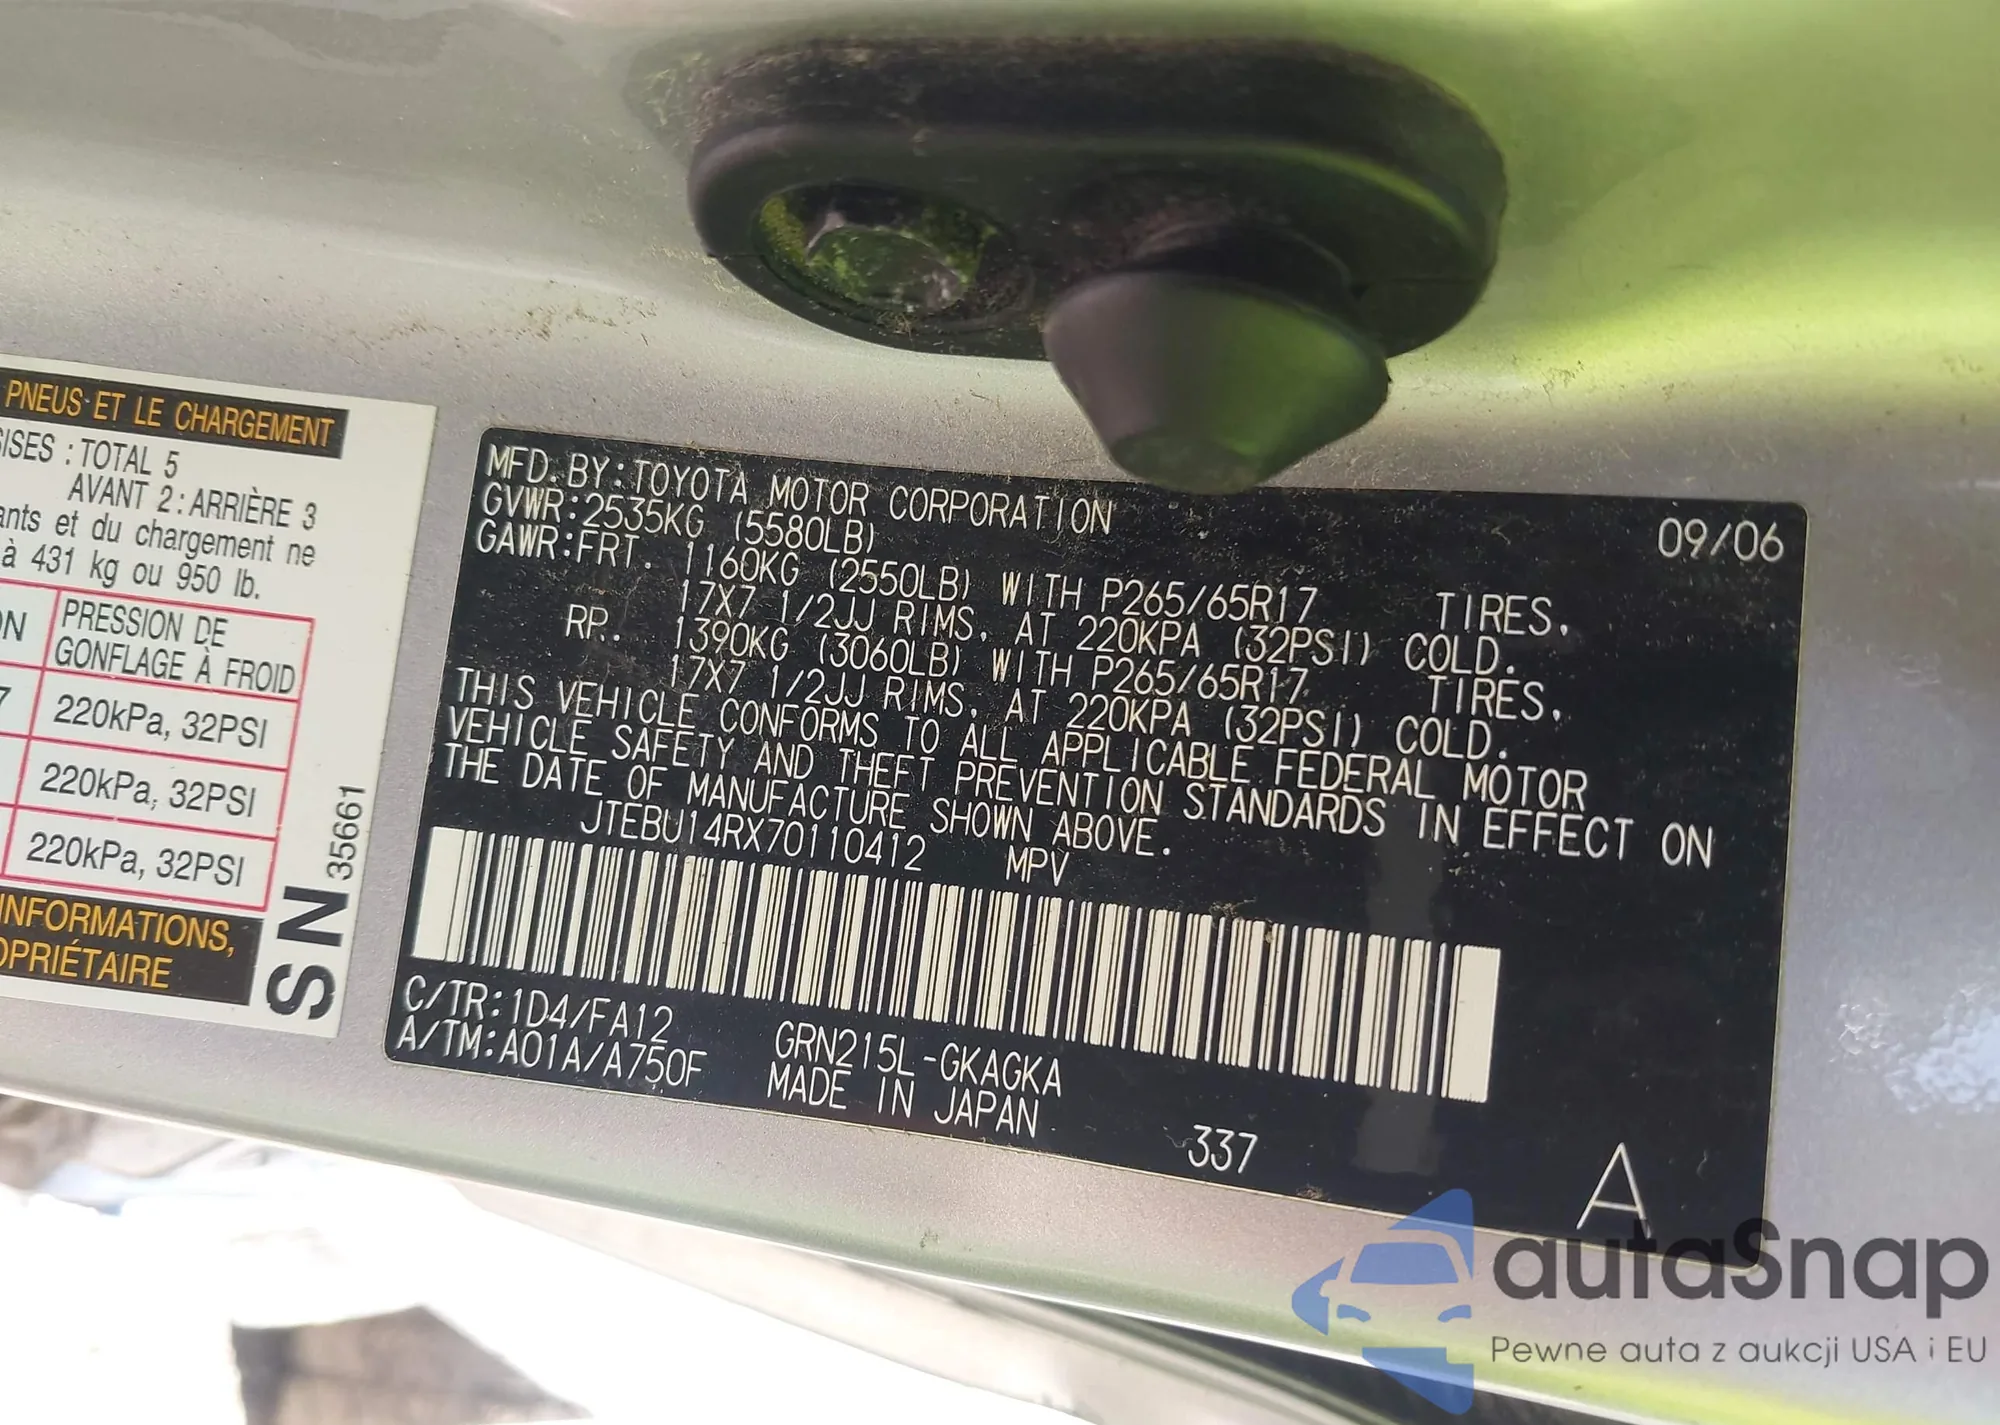 PNEUS ET LE CHARGEMENT
: TOTAL 5
AVANT 2 : ARRIÈRE 3
et du chargement ne
à 431 kg ou 950 lb.
PRESSION DE
GONFLAGE À FROID
220kPa, 32PSI
220kPa, 32PSI
220kPa, 32PSI
35661
SN
MFD. BY: TOYOTA MOTOR CORPORATION 09/06
GVWR: 2535KG (5580LB)
GAWR: FRT. 1160KG (2550LB) WITH P265/65R17 TIRES,
17X7 1/2JJ RIMS, AT 220KPA (32PSI) COLD.
RR. 1390KG (3060LB) WITH P265/65R17 TIRES,
17X7 1/2JJ RIMS, AT 220KPA (32PSI) COLD.
THIS VEHICLE CONFORMS TO ALL APPLICABLE FEDERAL MOTOR
VEHICLE SAFETY AND THEFT PREVENTION STANDARDS IN EFFECT ON
THE DATE OF MANUFACTURE SHOWN ABOVE.
JTEBU14RX70110412 MPV
C/TR: 1D4/FA12 GRN215L-GKAGKA
A/TM: A01A/A750F MADE IN JAPAN
337
A
autaSnap
Pewne auta z aukcji USA i EU